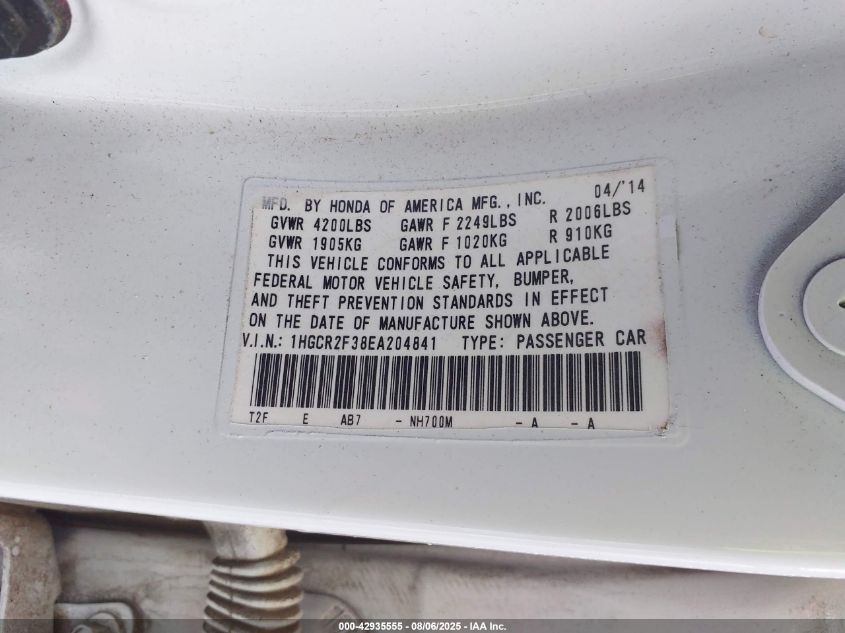 MFD. BY HONDA OF AMERICA MFG., INC. 04/'14
GVWR 4200LBS GAWR F 2249LBS R 2006LBS
GVWR 1905KG GAWR F 1020KG R 910KG
THIS VEHICLE CONFORMS TO ALL APPLICABLE
FEDERAL MOTOR VEHICLE SAFETY, BUMPER,
AND THEFT PREVENTION STANDARDS IN EFFECT
ON THE DATE OF MANUFACTURE SHOWN ABOVE.
V.I.N.: 1HGCR2F38EA204841 TYPE: PASSENGER CAR
T2F E AB7 - NH700M - A - A
000-42935555 - 08/06/2025 - IAA Inc.